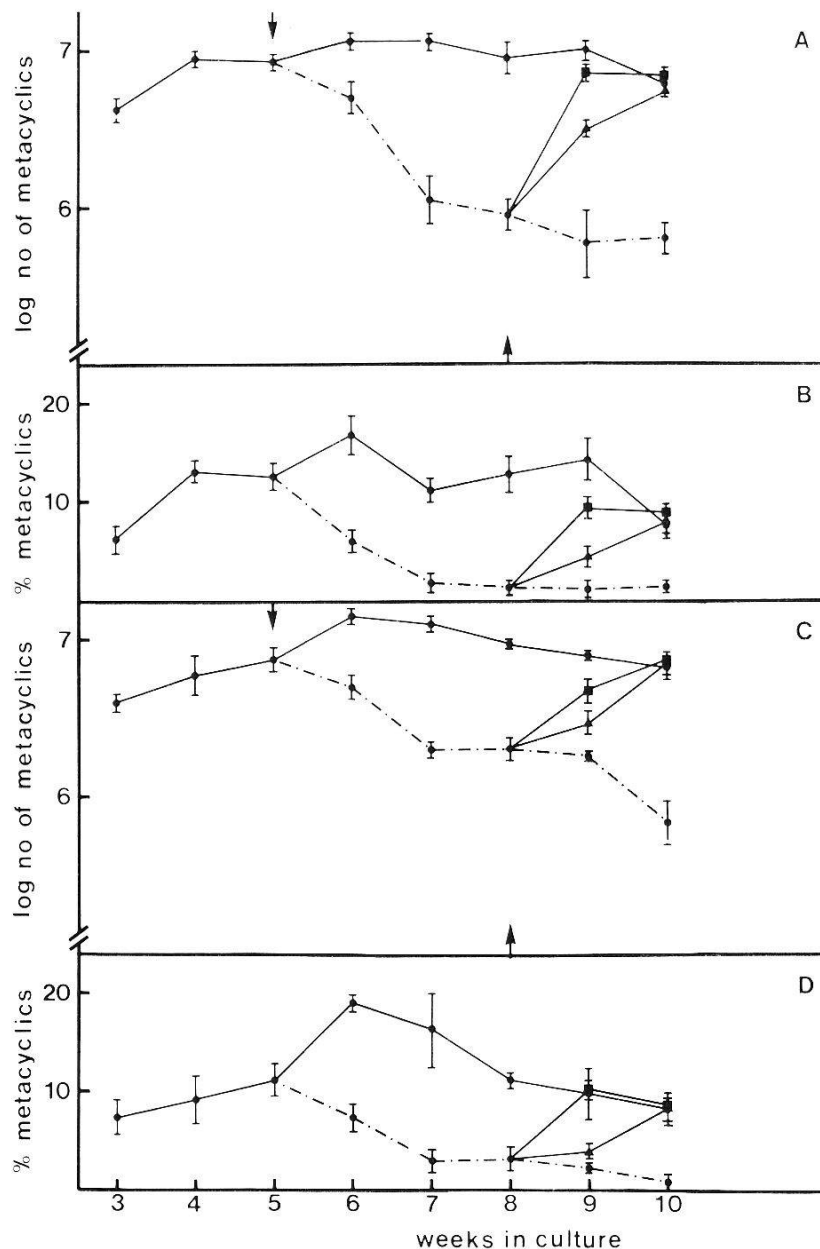 A
7
6
log no of metacyclics
B
20
10
% metacyclics
C
7
6
log no of metacyclics
D
20
10
% metacyclics
3 4 5 6 7 8 9 10
weeks in culture